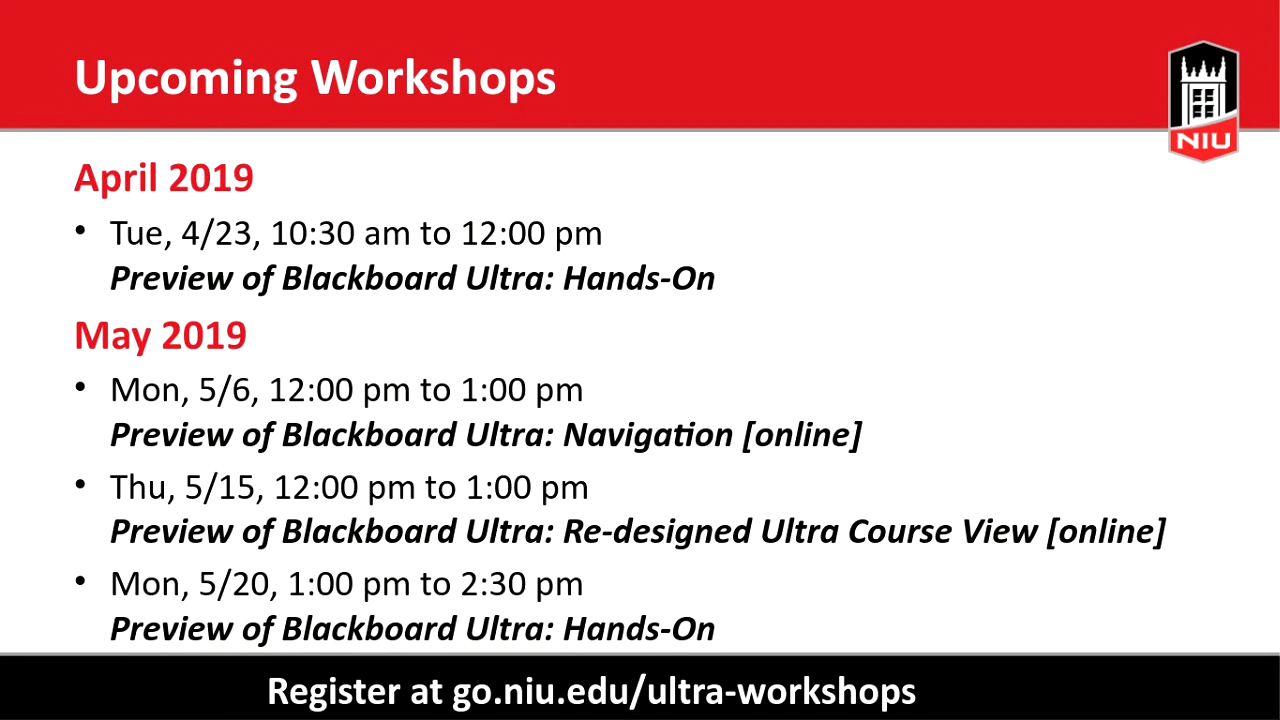 Upcoming Workshops
NIU
April 2019
• Tue, 4/23, 10:30 am to 12:00 pm
Preview of Blackboard Ultra: Hands-On
May 2019
• Mon, 5/6, 12:00 pm to 1:00 pm
Preview of Blackboard Ultra: Navigation [online]
• Thu, 5/15, 12:00 pm to 1:00 pm
Preview of Blackboard Ultra: Re-designed Ultra Course View [online]
• Mon, 5/20, 1:00 pm to 2:30 pm
Preview of Blackboard Ultra: Hands-On
Register at go.niu.edu/ultra-workshops